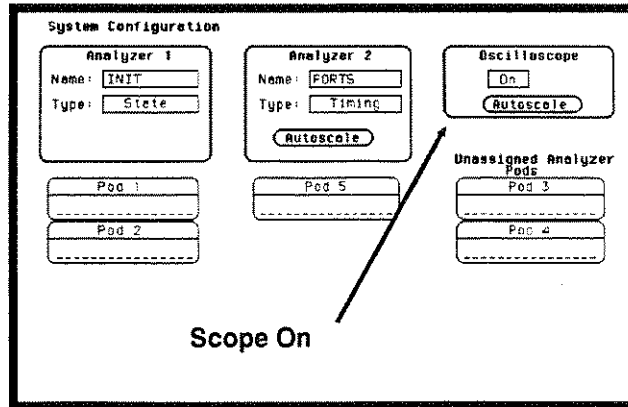 System Configuration
Analyzer 1
Name: INIT
Type: State
Analyzer 2
Name: PORTS
Type: Timing
Autoscale
Oscilloscope
On
Autoscale
Unassigned Analyzer
Pods
Pod 1
Pod 2
Pod 5
Pod 3
Pod 4
Scope On